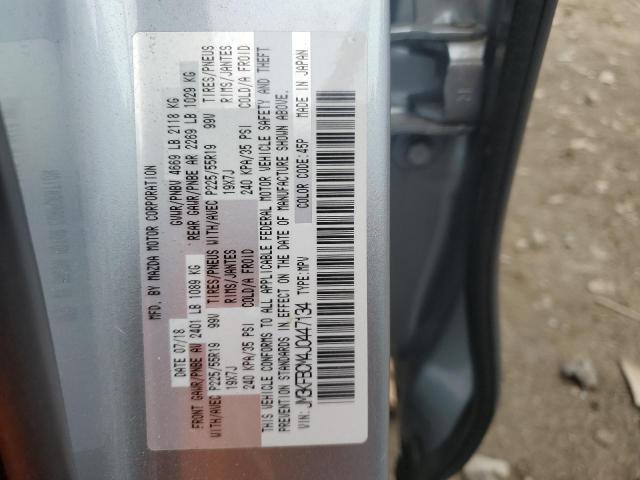 MFD. BY MAZDA MOTOR CORPORATION
DATE 07/18 GVWR/PNBV 4669 LB 2118 KG
FRONT GAWR/PNBE AV 2401 LB 1089 KG REAR GAWR/PNBE AR 2269 LB 1029 KG
WITH/AVEC P225/55R19 99V TIRES/PNEUS WITH/AVEC P225/55R19 99V TIRES/PNEUS
19X7J RIMS/JANTES 19X7J RIMS/JANTES
240 KPA/35 PSI COLD/A FROID 240 KPA/35 PSI COLD/A FROID
THIS VEHICLE CONFORMS TO ALL APPLICABLE FEDERAL MOTOR VEHICLE SAFETY AND THEFT
PREVENTION STANDARDS IN EFFECT ON THE DATE OF MANUFACTURE SHOWN ABOVE.
VIN: JM3KFBCM4J0447134 TYPE:MPV COLOR CODE:45P MADE IN JAPAN